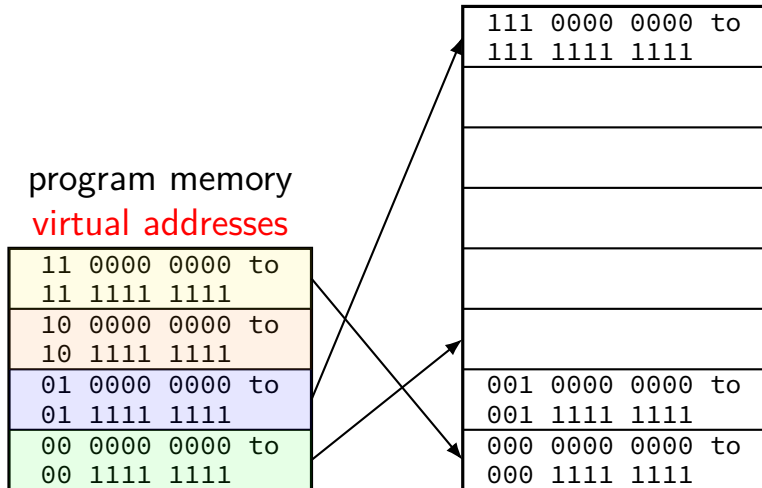 program memory
virtual addresses
11 0000 0000 to
11 1111 1111
10 0000 0000 to
10 1111 1111
01 0000 0000 to
01 1111 1111
00 0000 0000 to
00 1111 1111
111 0000 0000 to
111 1111 1111
001 0000 0000 to
001 1111 1111
000 0000 0000 to
000 1111 1111